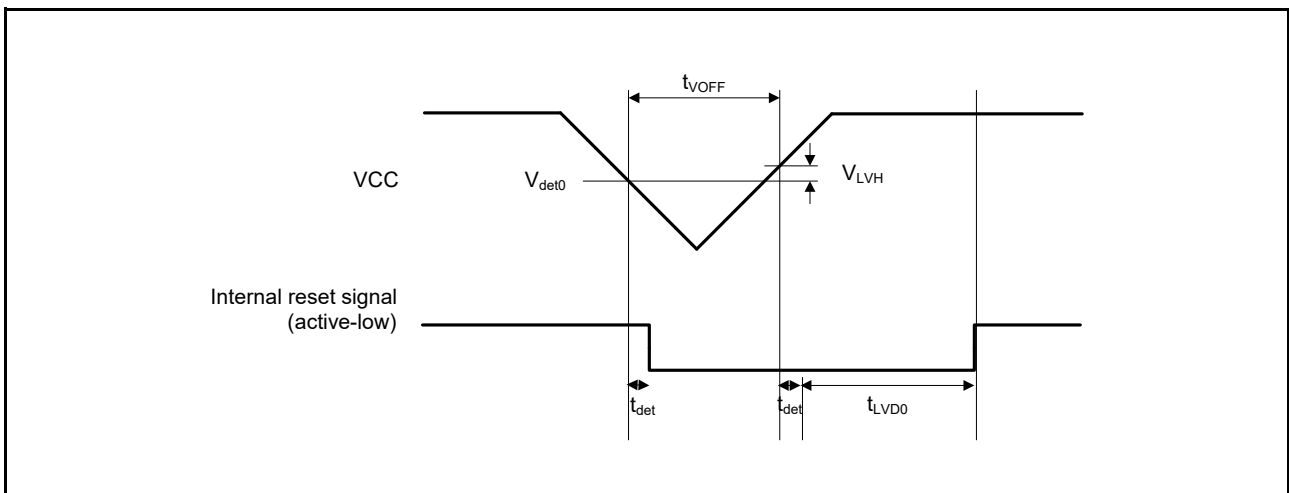 tVOFF
VCC
Vdet0
VLVH
Internal reset signal
(active-low)
tdet
tdet
tLVD0